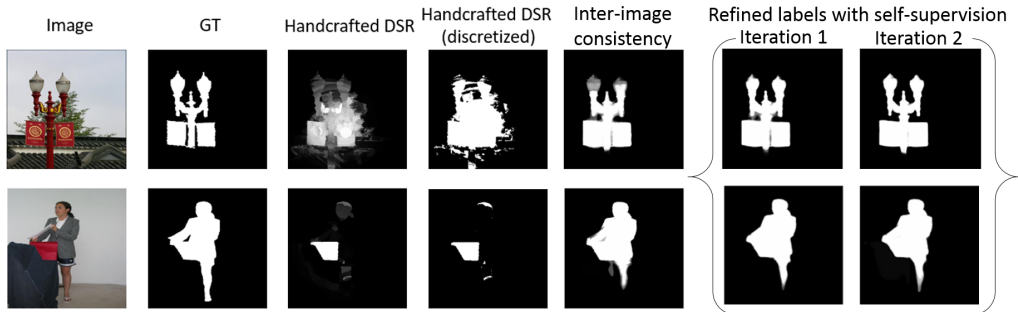 Image
GT
Handcrafted DSR
Handcrafted DSR
(discretized)
Inter-image
consistency
Refined labels with self-supervision
Iteration 1
Iteration 2